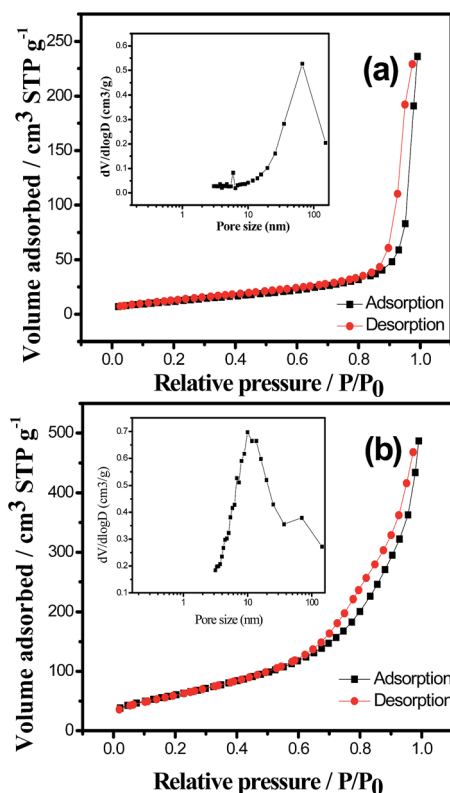 (a)
Volume adsorbed / cm³ STP g⁻¹
250
200
150
100
50
0
0.0 0.2 0.4 0.6 0.8 1.0
Relative pressure / P/P₀
Adsorption
Desorption
dV/dlogD (cm3/g)
0.6
0.5
0.4
0.3
0.2
0.1
0.0
1 10 100
Pore size (nm)
(b)
Volume adsorbed / cm³ STP g⁻¹
500
400
300
200
100
0
0.0 0.2 0.4 0.6 0.8 1.0
Relative pressure / P/P₀
Adsorption
Desorption
dV/dlogD (cm3/g)
0.7
0.6
0.5
0.4
0.3
0.2
0.1
1 10 100
Pore size (nm)